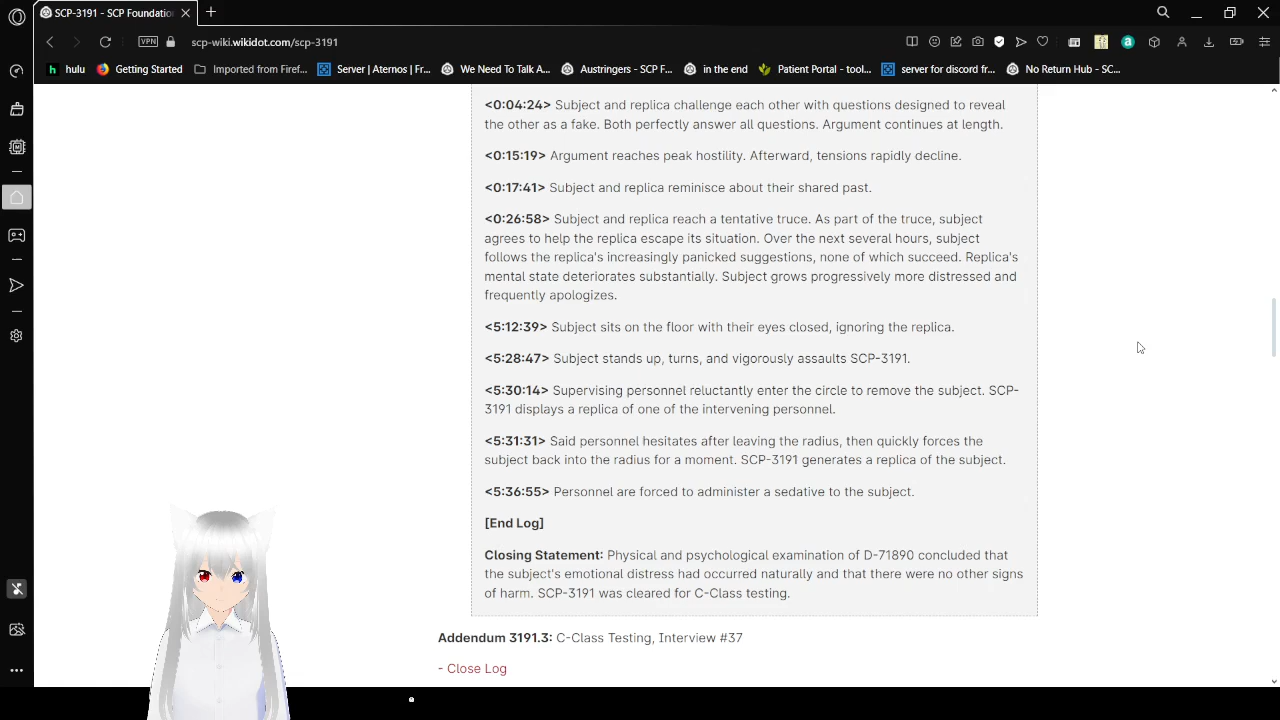 SCP-3191 - SCP Foundatio
scp-wiki.wikidot.com/scp-3191
VPN
hulu
Getting Started
Imported from Firef...
Server | Aternos | Fr...
We Need To Talk A...
Austringers - SCP F...
in the end
Patient Portal - tool...
server for discord fr...
No Return Hub - SC...
<0:04:24> Subject and replica challenge each other with questions designed to reveal
the other as a fake. Both perfectly answer all questions. Argument continues at length.
<0:15:19> Argument reaches peak hostility. Afterward, tensions rapidly decline.
<0:17:41> Subject and replica reminisce about their shared past.
<0:26:58> Subject and replica reach a tentative truce. As part of the truce, subject
agrees to help the replica escape its situation. Over the next several hours, subject
follows the replica's increasingly panicked suggestions, none of which succeed. Replica's
mental state deteriorates substantially. Subject grows progressively more distressed and
frequently apologizes.
<5:12:39> Subject sits on the floor with their eyes closed, ignoring the replica.
<5:28:47> Subject stands up, turns, and vigorously assaults SCP-3191.
<5:30:14> Supervising personnel reluctantly enter the circle to remove the subject. SCP-
3191 displays a replica of one of the intervening personnel.
<5:31:31> Said personnel hesitates after leaving the radius, then quickly forces the
subject back into the radius for a moment. SCP-3191 generates a replica of the subject.
<5:36:55> Personnel are forced to administer a sedative to the subject.
[End Log]
Closing Statement: Physical and psychological examination of D-71890 concluded that
the subject's emotional distress had occurred naturally and that there were no other signs
of harm. SCP-3191 was cleared for C-Class testing.
Addendum 3191.3: C-Class Testing, Interview #37
- Close Log